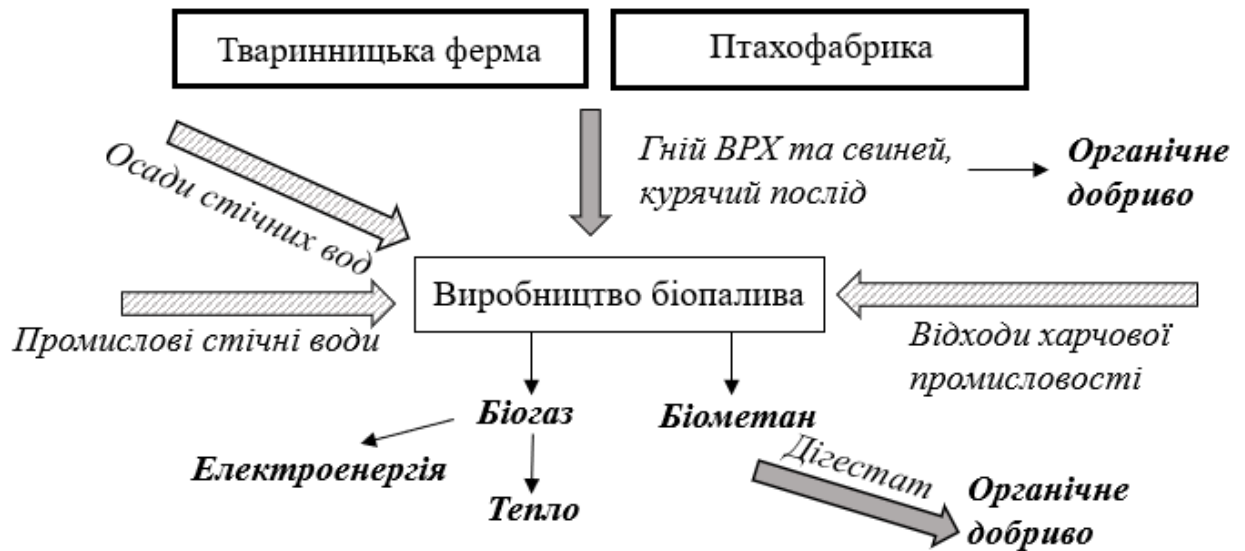 Тваринницька ферма
Птахофабрика
Осади стічних вод
Гній ВРХ та свиней,
курячий послід
Органічне
добриво
Виробництво біопалива
Промислові стічні води
Відходи харчової
промисловості
Біогаз
Біометан
Електроенергія
Тепло
Дігестат
Органічне
добриво